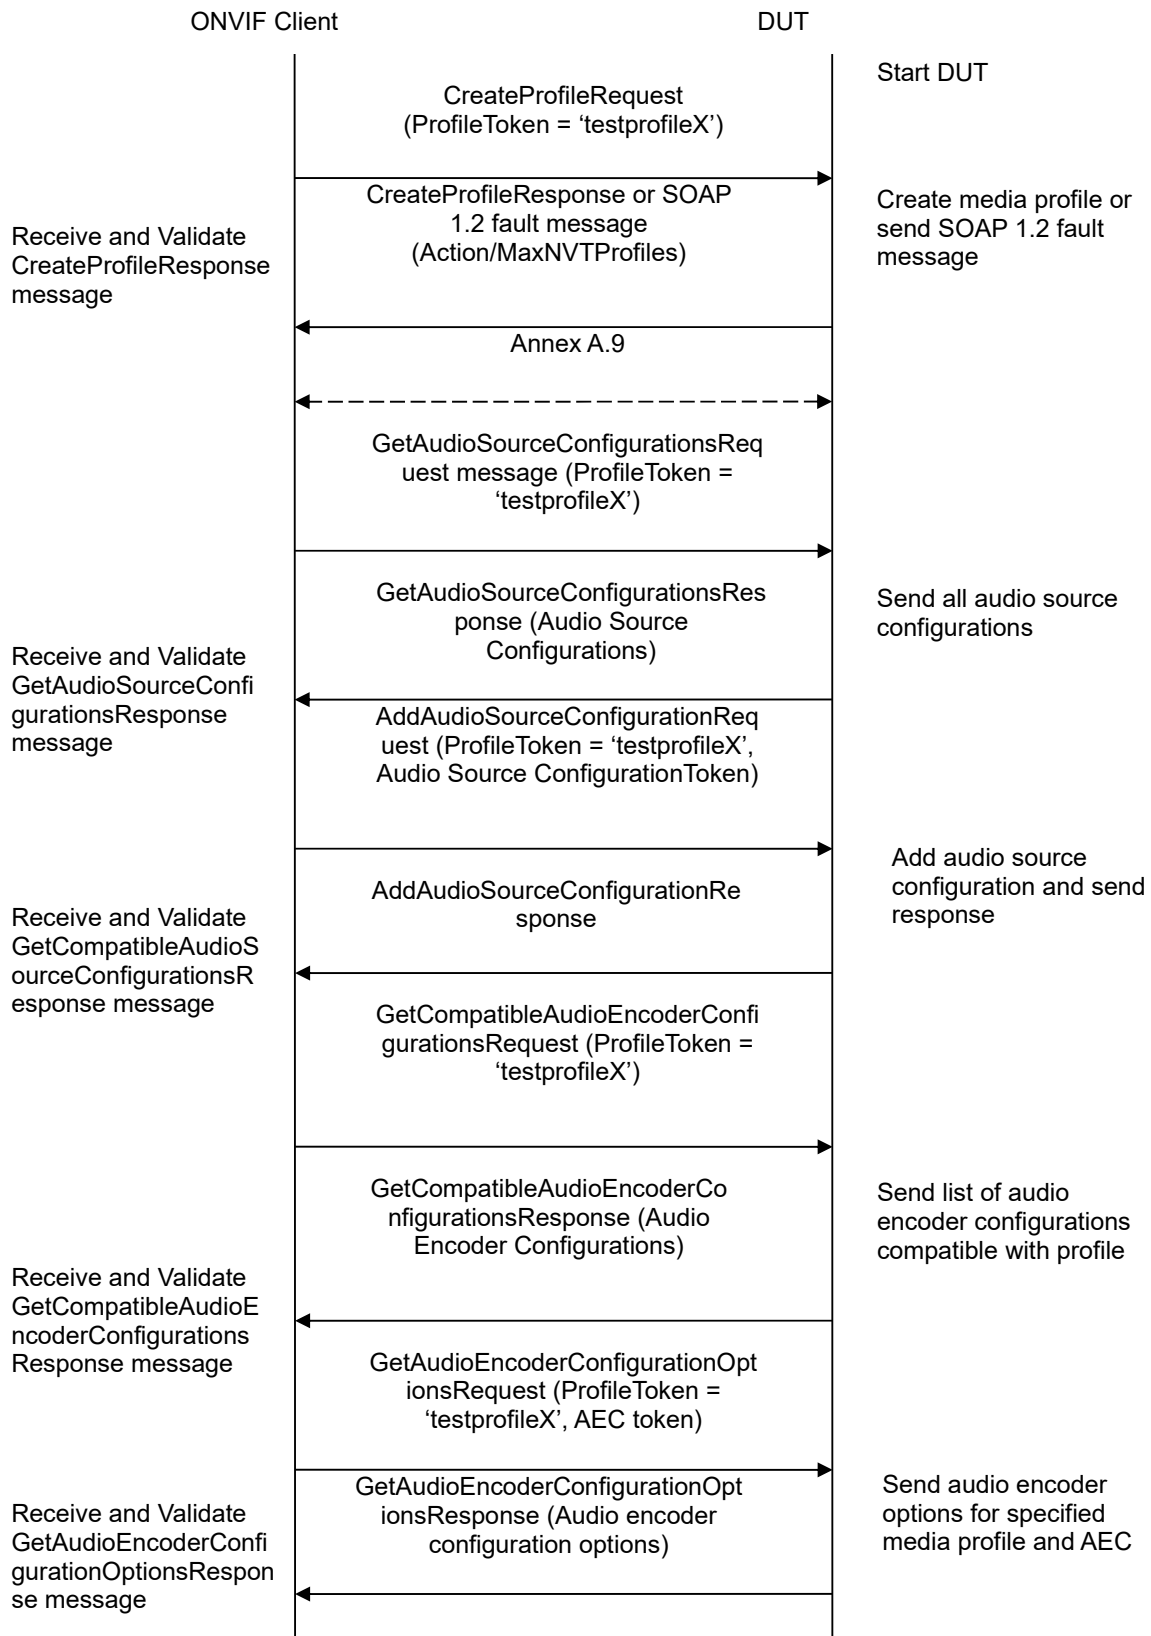 ONVIF Client
DUT
Start DUT
CreateProfileRequest
(ProfileToken = ‘testprofileX’)
CreateProfileResponse or SOAP
1.2 fault message
(Action/MaxNVTProfiles)
Create media profile or
send SOAP 1.2 fault
message
Receive and Validate
CreateProfileResponse
message
Annex A.9
GetAudioSourceConfigurationsReq
uest message (ProfileToken =
‘testprofileX’)
GetAudioSourceConfigurationsRes
ponse (Audio Source
Configurations)
Send all audio source
configurations
Receive and Validate
GetAudioSourceConfi
gurationsResponse
message
AddAudioSourceConfigurationReq
uest (ProfileToken = ‘testprofileX’,
Audio Source ConfigurationToken)
Add audio source
configuration and send
response
AddAudioSourceConfigurationRe
sponse
Receive and Validate
GetCompatibleAudioS
ourceConfigurationsR
esponse message
GetCompatibleAudioEncoderConfi
gurationsRequest (ProfileToken =
‘testprofileX’)
GetCompatibleAudioEncoderCo
nfigurationsResponse (Audio
Encoder Configurations)
Send list of audio
encoder configurations
compatible with profile
Receive and Validate
GetCompatibleAudioE
ncoderConfigurations
Response message
GetAudioEncoderConfigurationOpt
ionsRequest (ProfileToken =
‘testprofileX’, AEC token)
GetAudioEncoderConfigurationOpt
ionsResponse (Audio encoder
configuration options)
Send audio encoder
options for specified
media profile and AEC
Receive and Validate
GetAudioEncoderConfi
gurationOptionsRespon
se message